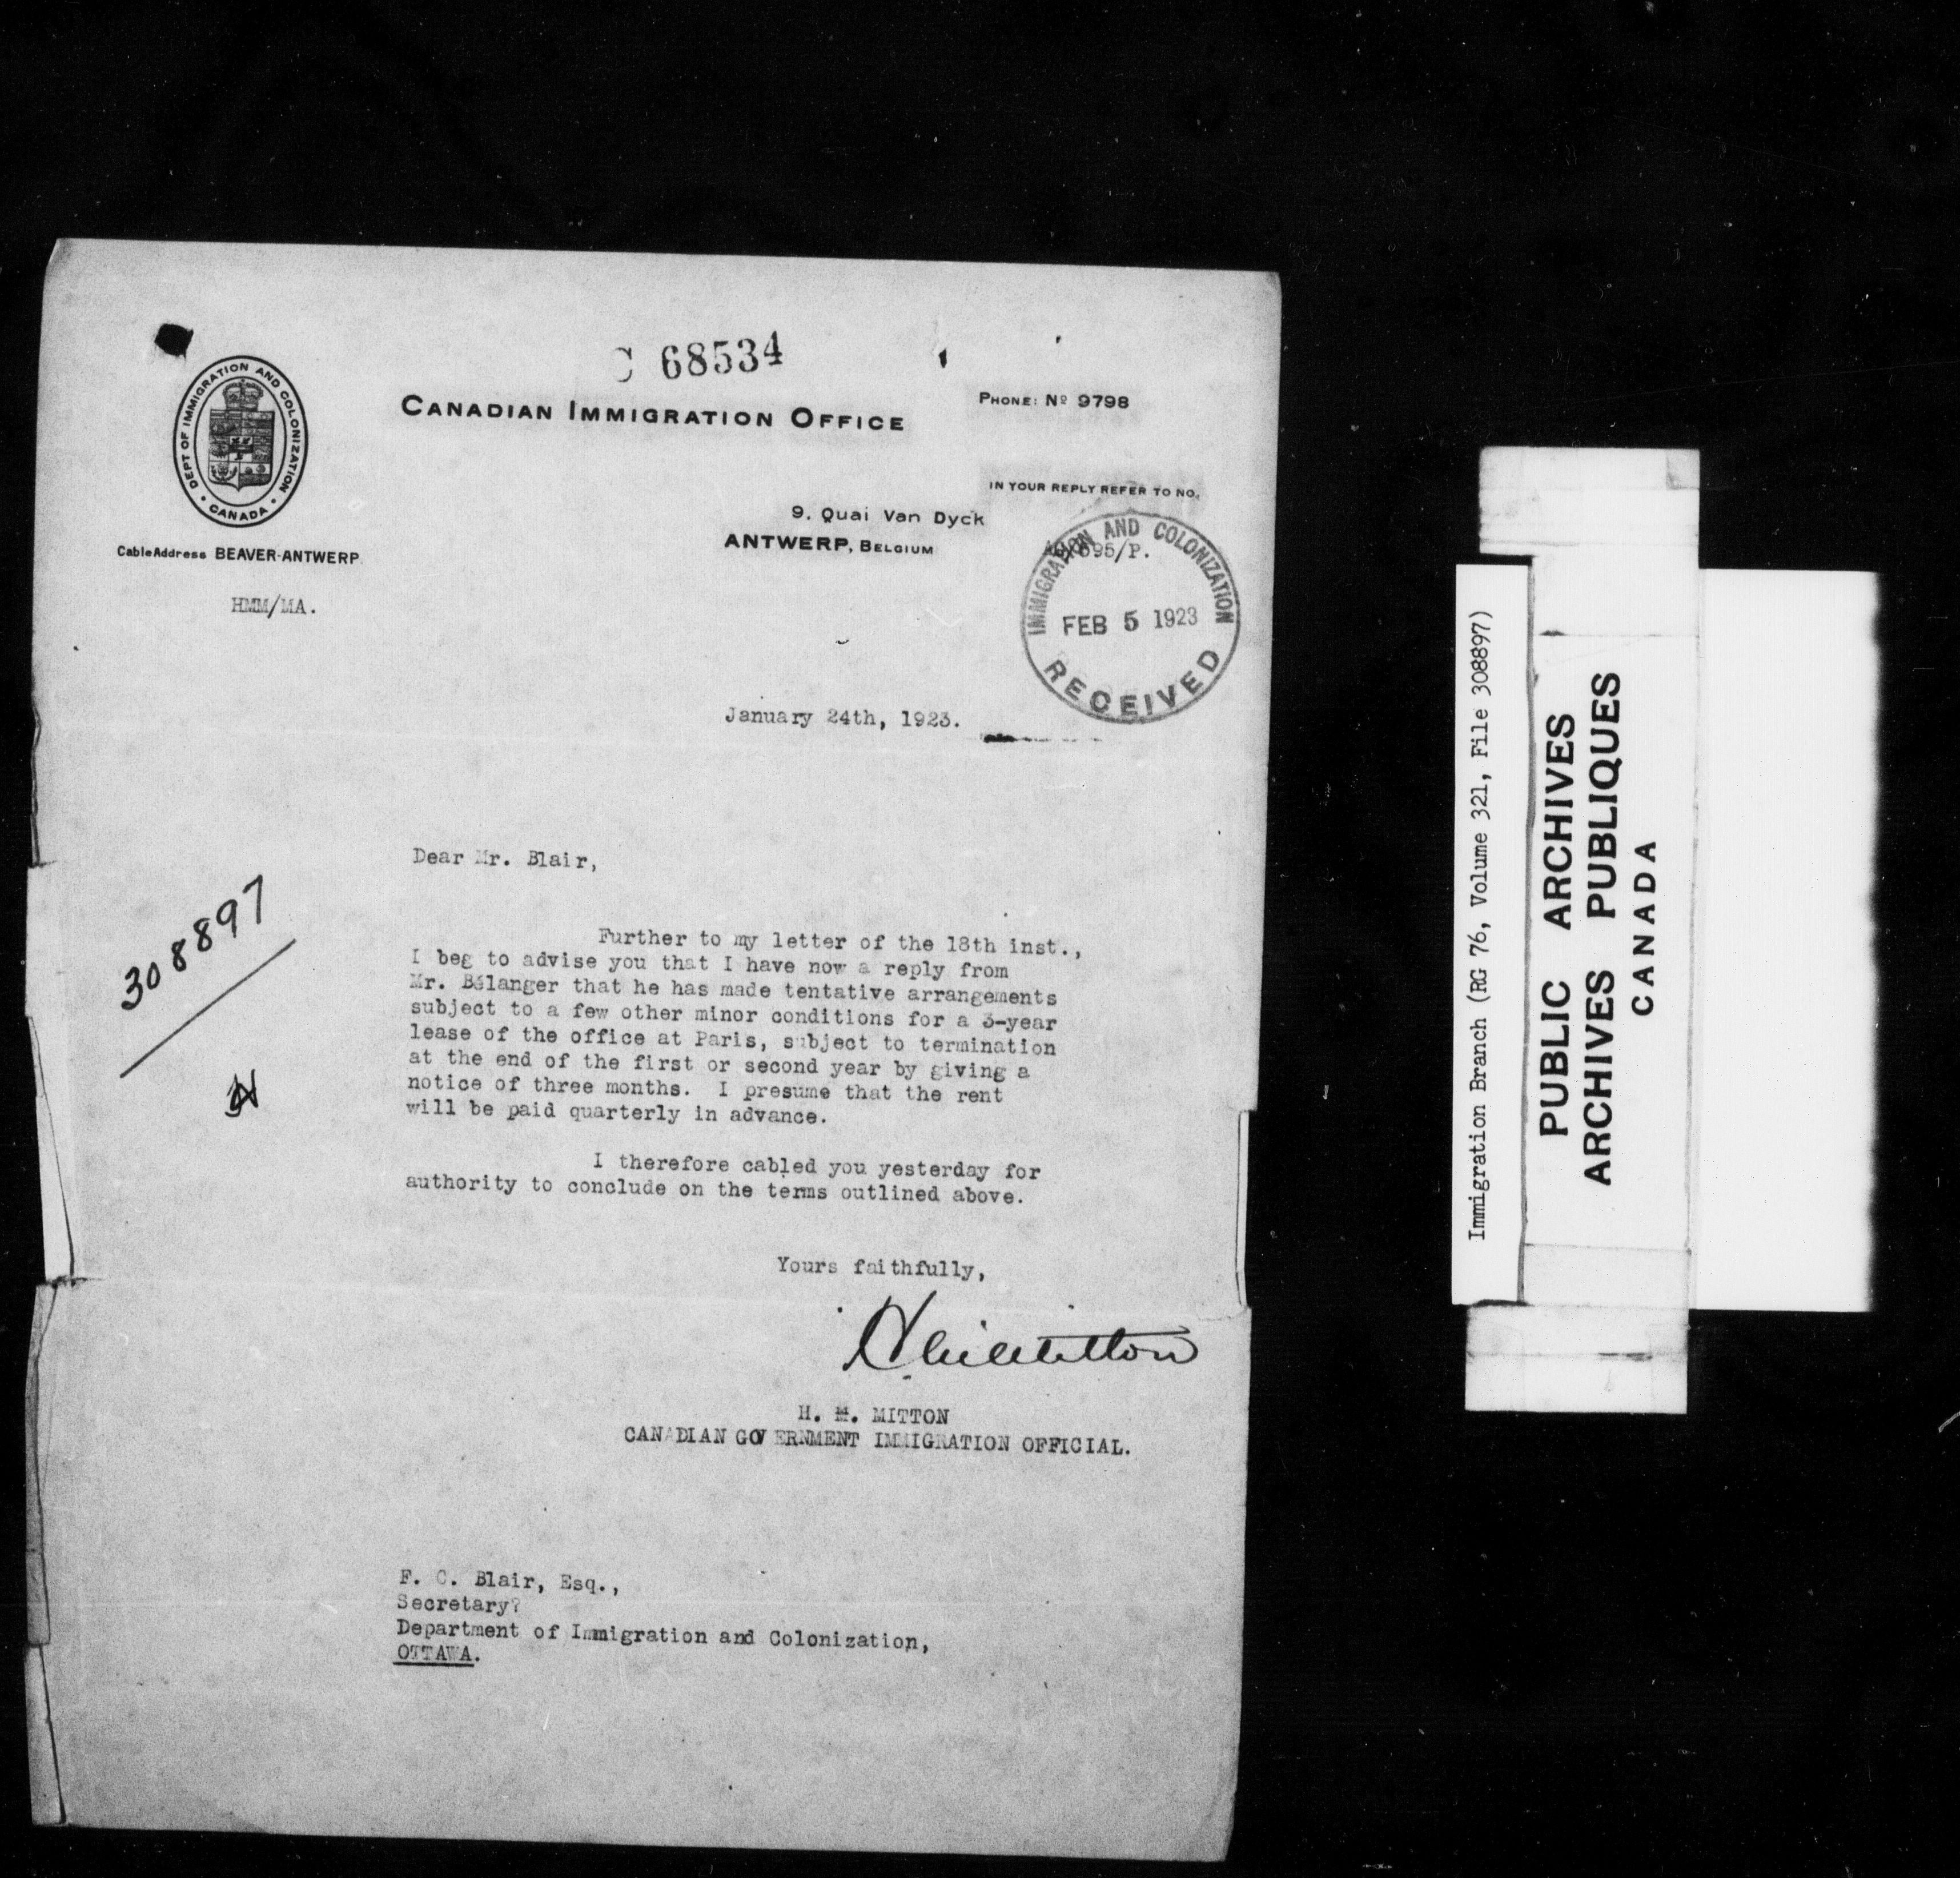 C 68534
CANADIAN IMMIGRATION OFFICE
PHONE: Nº 9798
DEPT OF IMMIGRATION AND COLONIZATION
CANADA
IN YOUR REPLY REFER TO NO.
9. Quai Van Dyck
ANTWERP, BELGIUM
Cable Address BEAVER-ANTWERP
595/P.
HMM/MA.
IMMIGRATION AND COLONIZATION
FEB 5 1923
RECEIVED
January 24th, 1923.
Dear Mr. Blair,
308897
Further to my letter of the 18th inst.,
I beg to advise you that I have now a reply from
Mr. Bélanger that he has made tentative arrangements
subject to a few other minor conditions for a 3-year
lease of the office at Paris, subject to termination
at the end of the first or second year by giving a
notice of three months. I presume that the rent
will be paid quarterly in advance.
I therefore cabled you yesterday for
authority to conclude on the terms outlined above.
Yours faithfully,
H. M. MITTON
CANADIAN GOVERNMENT IMMIGRATION OFFICIAL.
F. C. Blair, Esq.,
Secretary?
Department of Immigration and Colonization,
OTTAWA.
Immigration Branch (RG 76, Volume 321, File 308897)
PUBLIC ARCHIVES
ARCHIVES PUBLIQUES
CANADA